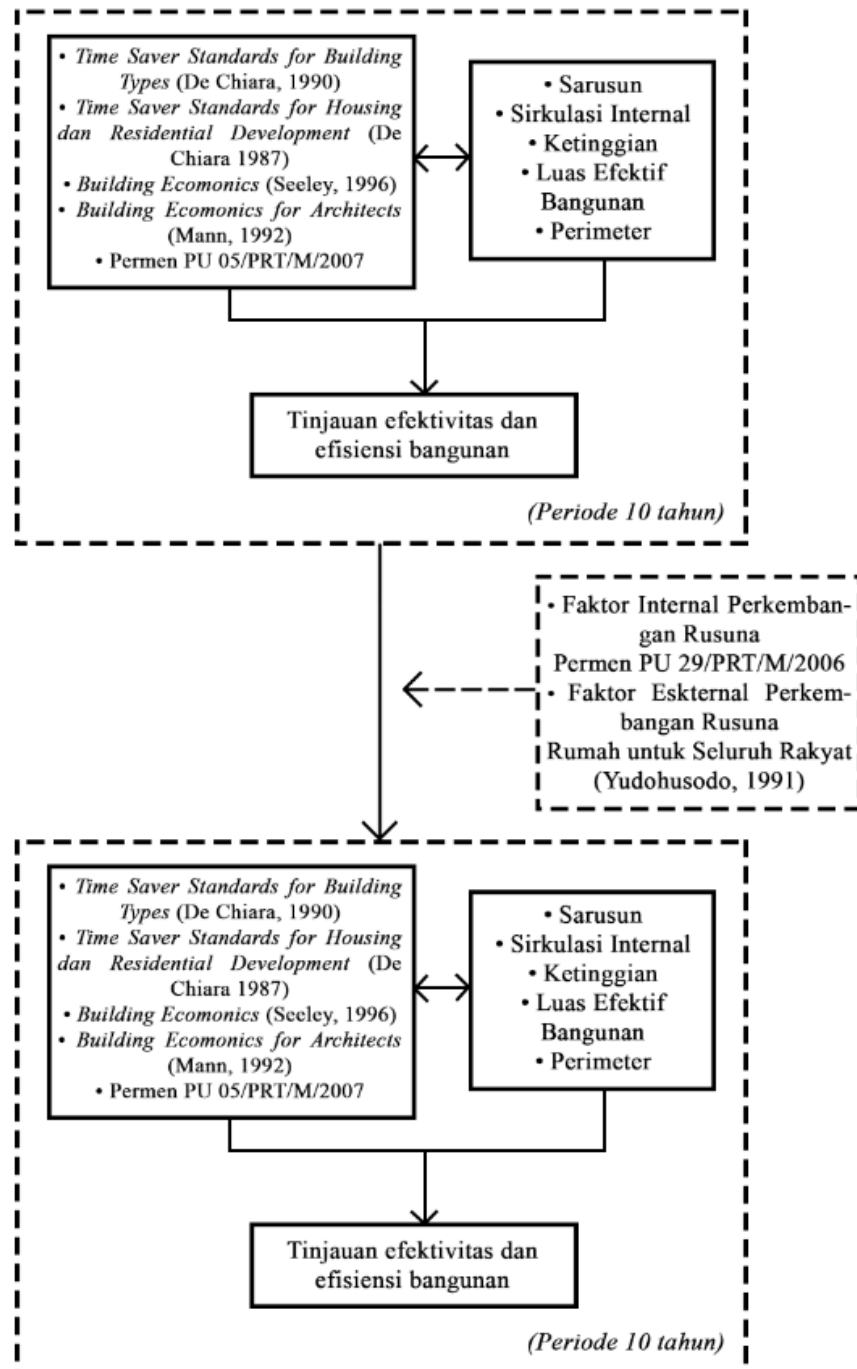 • Time Saver Standards for Building
Types (De Chiara, 1990)
• Time Saver Standards for Housing
dan Residential Development (De
Chiara 1987)
• Building Ecomonics (Seeley, 1996)
• Building Ecomonics for Architects
(Mann, 1992)
• Permen PU 05/PRT/M/2007
• Sarusun
• Sirkulasi Internal
• Ketinggian
• Luas Efektif
Bangunan
• Perimeter
Tinjauan efektivitas dan
efisiensi bangunan
(Periode 10 tahun)
• Faktor Internal Perkemban-
gan Rusuna
Permen PU 29/PRT/M/2006
• Faktor Eskternal Perkem-
bangan Rusuna
Rumah untuk Seluruh Rakyat
(Yudohusodo, 1991)
• Time Saver Standards for Building
Types (De Chiara, 1990)
• Time Saver Standards for Housing
dan Residential Development (De
Chiara 1987)
• Building Ecomonics (Seeley, 1996)
• Building Ecomonics for Architects
(Mann, 1992)
• Permen PU 05/PRT/M/2007
• Sarusun
• Sirkulasi Internal
• Ketinggian
• Luas Efektif
Bangunan
• Perimeter
Tinjauan efektivitas dan
efisiensi bangunan
(Periode 10 tahun)